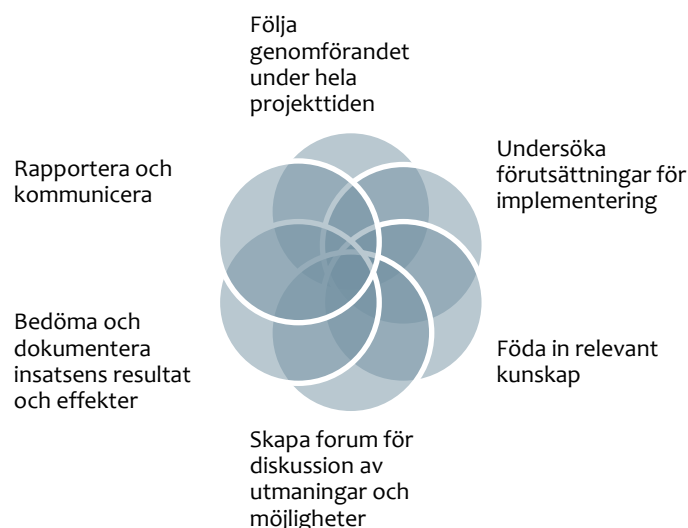 Följa
genomförandet
under hela
projekttiden
Undersöka
förutsättningar för
implementering
Föda in relevant
kunskap
Skapa forum för
diskussion av
utmaningar och
möjligheter
Bedöma och
dokumentera
insatsens resultat
och effekter
Rapportera och
kommunicera